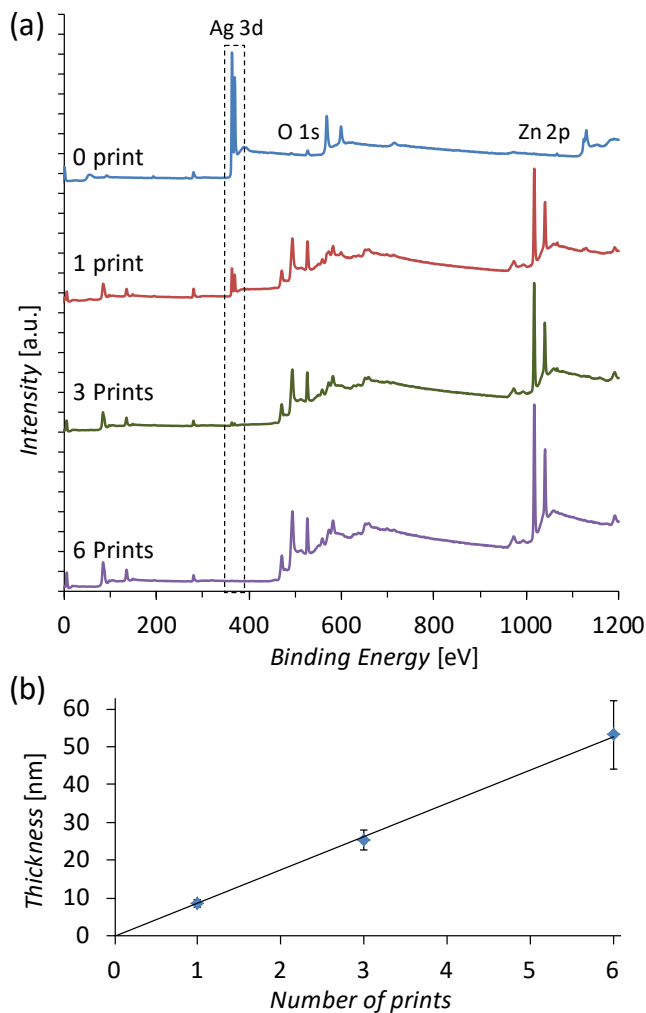 (a)
Ag 3d
O 1s
Zn 2p
0 print
1 print
3 Prints
6 Prints
Intensity [a.u.]
0 200 400 600 800 1000 1200
Binding Energy [eV]
(b)
60
50
40
30
20
10
0
Thickness [nm]
0 1 2 3 4 5 6
Number of prints